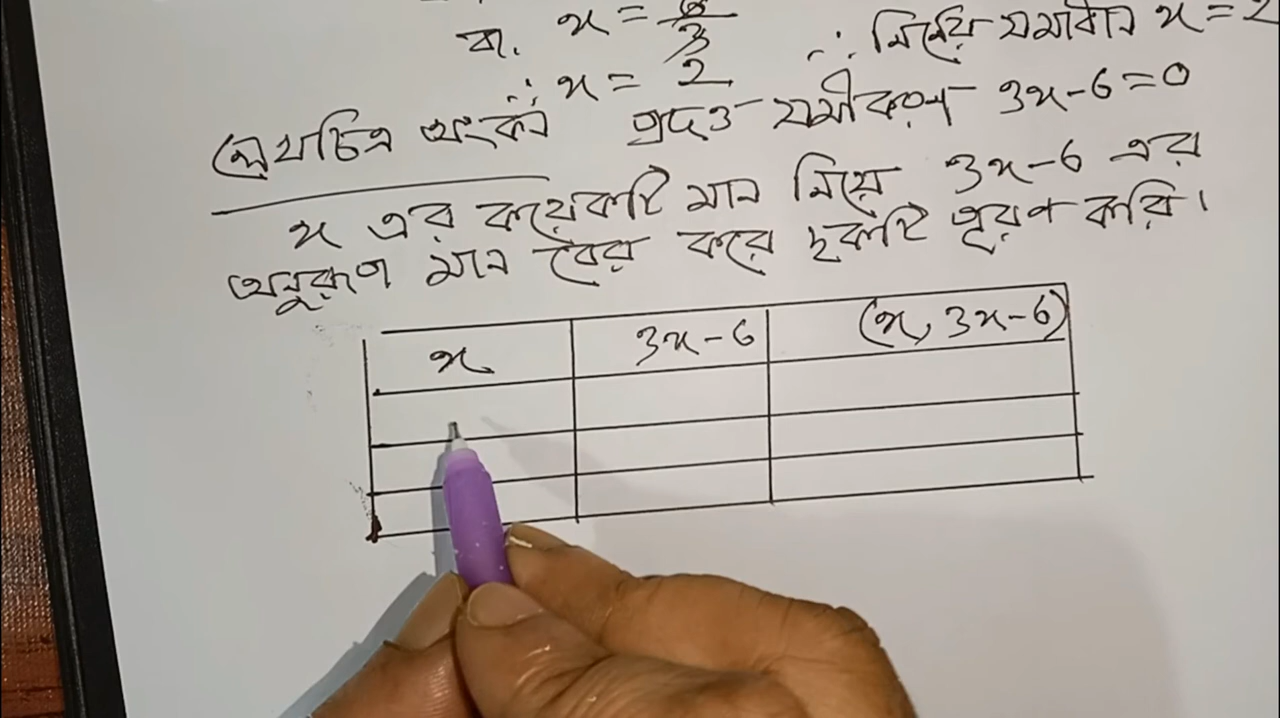 বা, x = 6/3 ∴ নির্ণেয় সমাধান x = 2
∴ x = 2
লেখচিত্র অংকন প্রদত্ত সমীকরণ 3x-6=0
x এর কয়েকটি মান নিয়ে 3x-6 এর
অনুরূপ মান বের করে ছকটি পূরণ করি।
x 3x-6 (x, 3x-6)